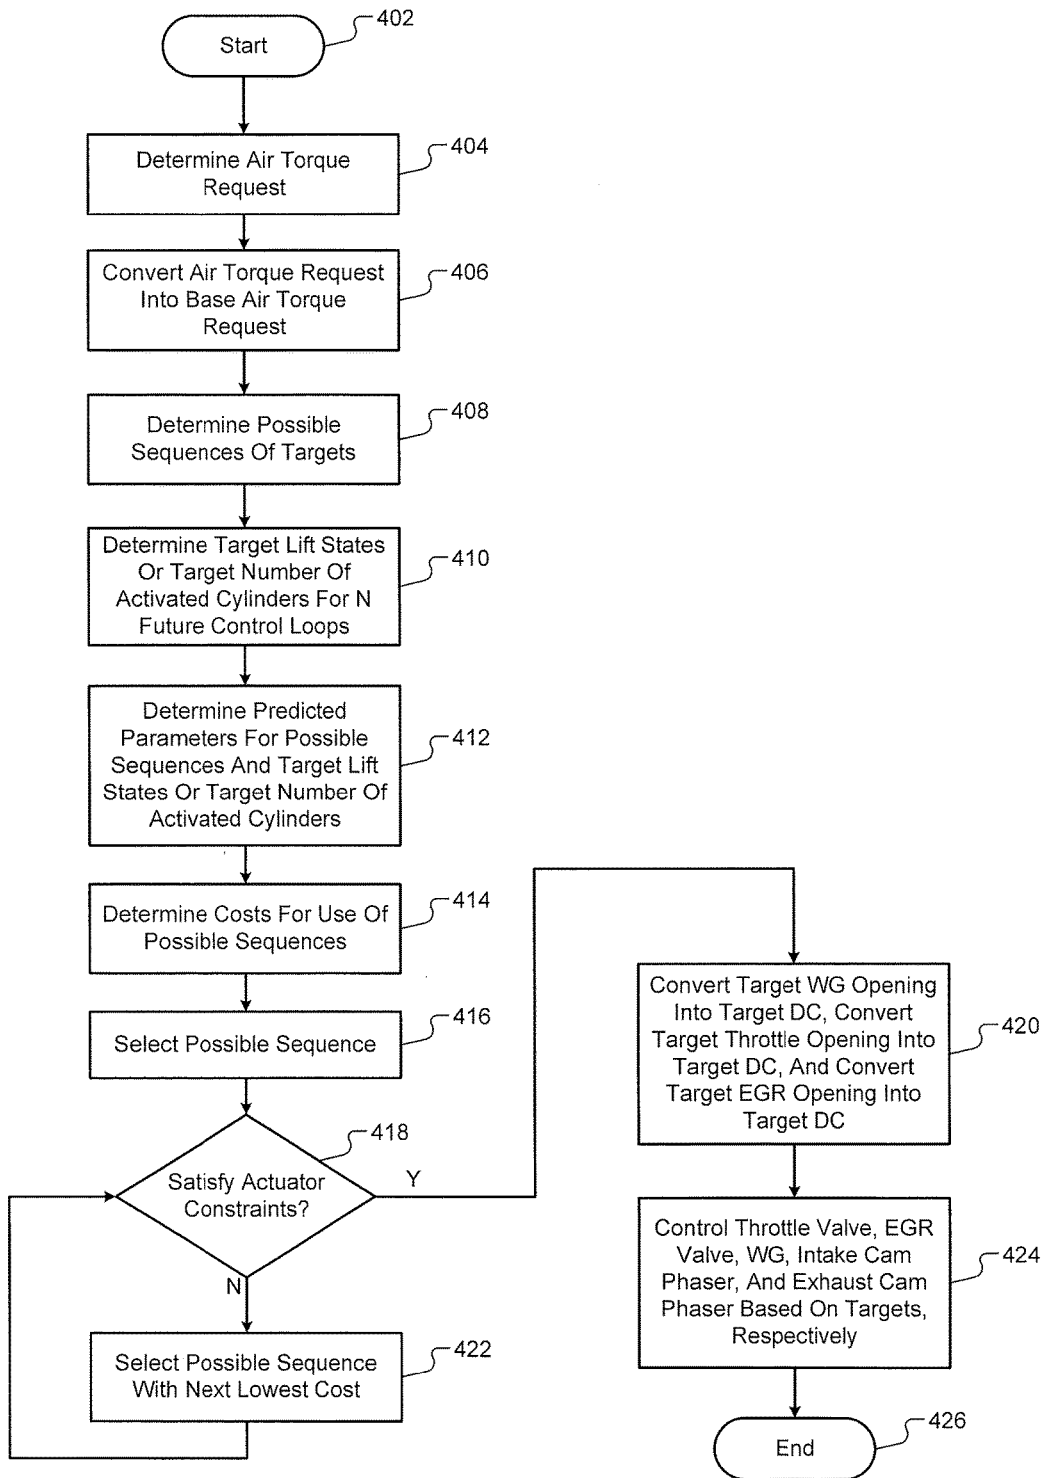 Start
402
Determine Air Torque
Request
404
Convert Air Torque Request
Into Base Air Torque
Request
406
Determine Possible
Sequences Of Targets
408
Determine Target Lift States
Or Target Number Of
Activated Cylinders For N
Future Control Loops
410
Determine Predicted
Parameters For Possible
Sequences And Target Lift
States Or Target Number Of
Activated Cylinders
412
Determine Costs For Use Of
Possible Sequences
414
Select Possible Sequence
416
Satisfy Actuator
Constraints?
418
Y
N
Select Possible Sequence
With Next Lowest Cost
422
Convert Target WG Opening
Into Target DC, Convert
Target Throttle Opening Into
Target DC, And Convert
Target EGR Opening Into
Target DC
420
Control Throttle Valve, EGR
Valve, WG, Intake Cam
Phaser, And Exhaust Cam
Phaser Based On Targets,
Respectively
424
End
426